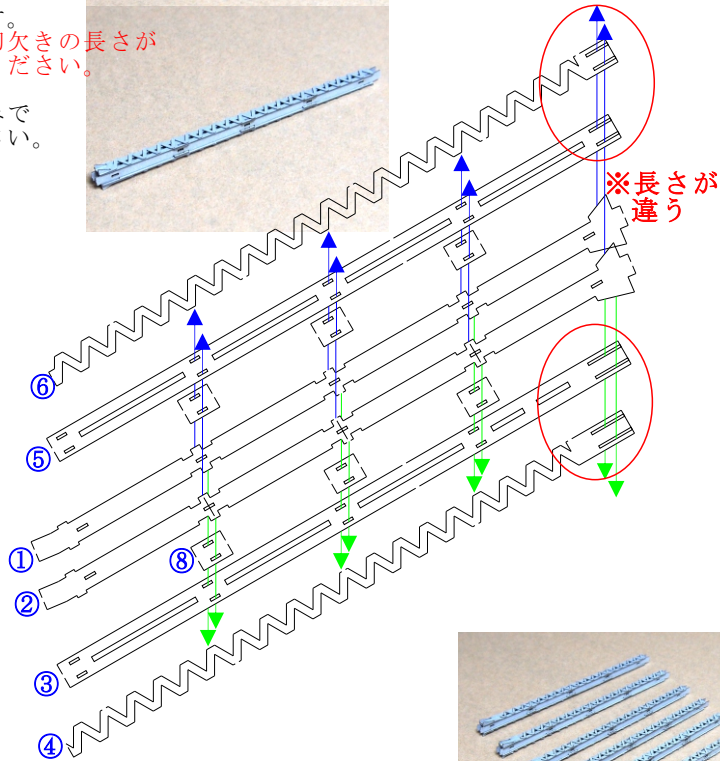 す。
切欠きの長さが
ください。
で
い。
※長さが
違う
⑥
⑤
①
⑧
②
③
④